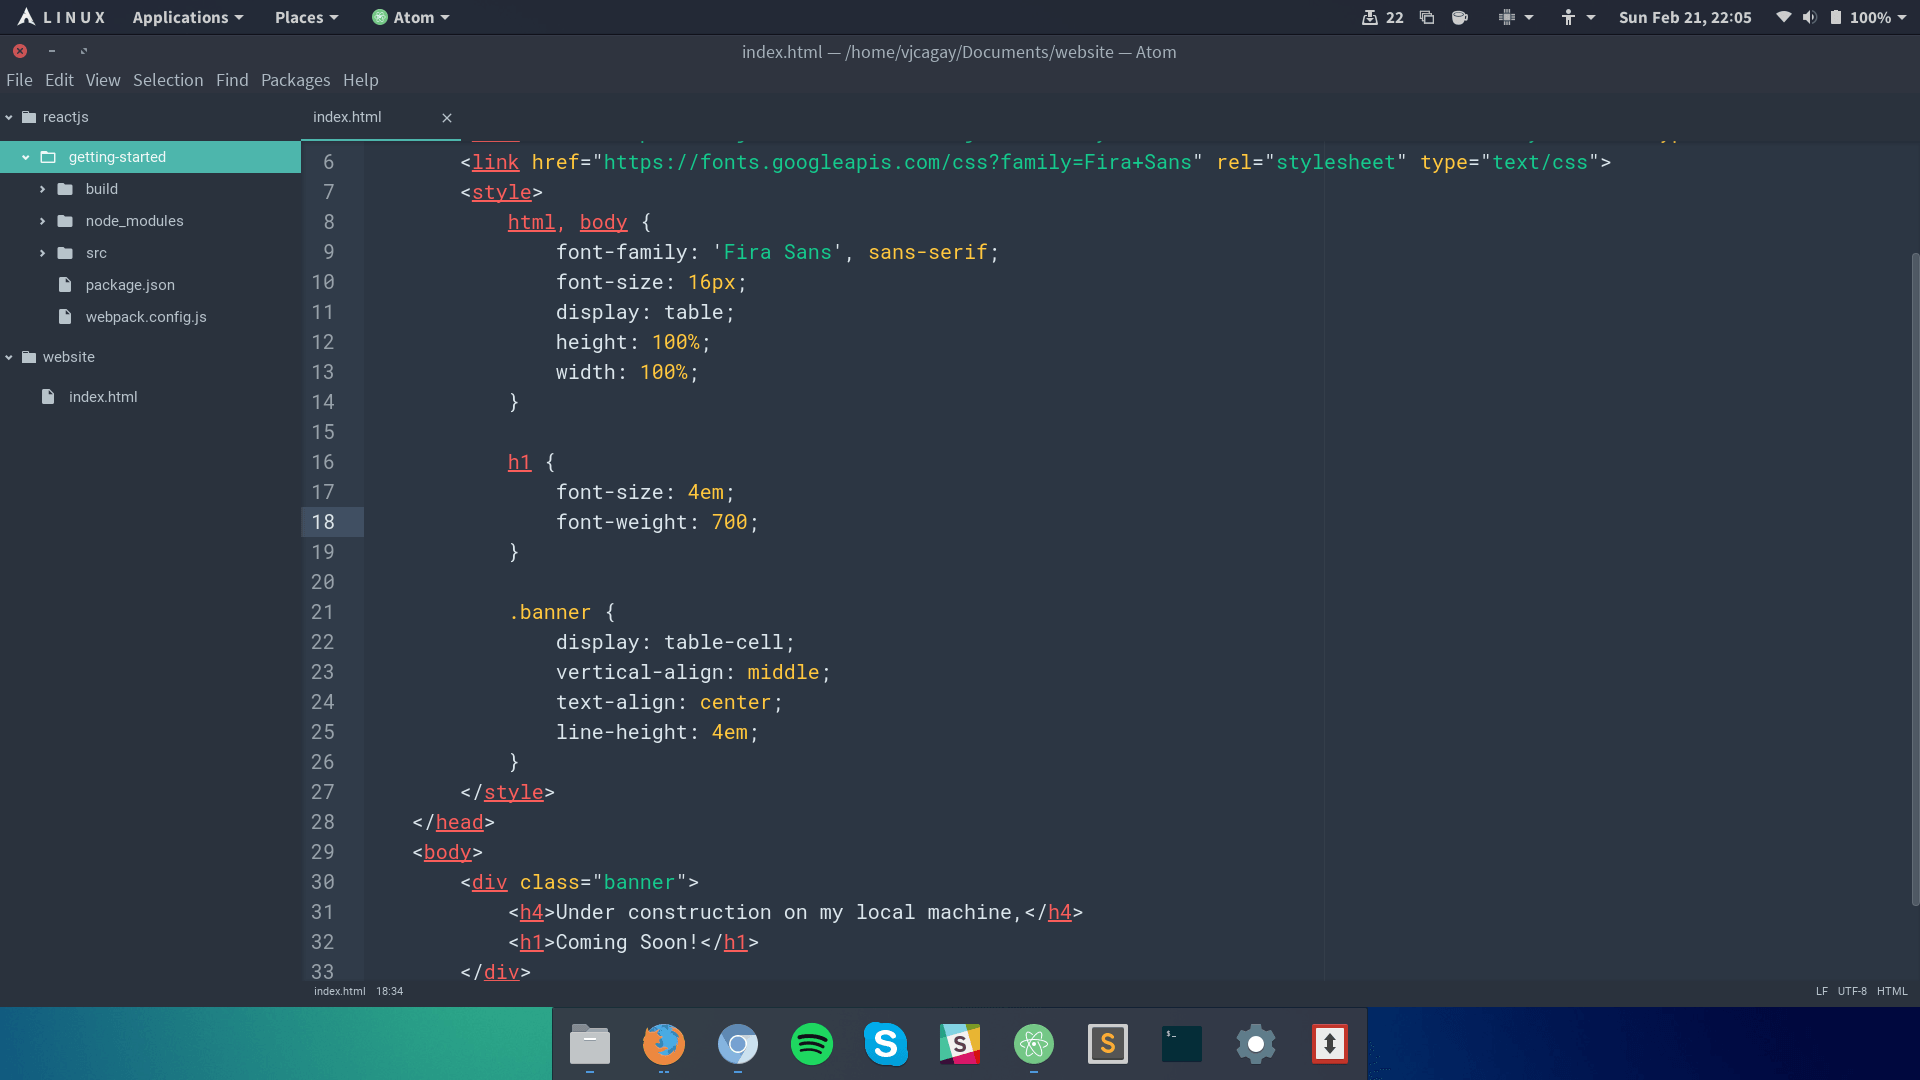 LINUX Applications Places Atom 22 Sun Feb 21, 22:05 100%
index.html — /home/vjcagay/Documents/website — Atom
File Edit View Selection Find Packages Help
reactjs
getting-started
build
node_modules
src
package.json
webpack.config.js
website
index.html
index.html
6 <link href="https://fonts.googleapis.com/css?family=Fira+Sans" rel="stylesheet" type="text/css">
7 <style>
8 html, body {
9 font-family: 'Fira Sans', sans-serif;
10 font-size: 16px;
11 display: table;
12 height: 100%;
13 width: 100%;
14 }
15
16 h1 {
17 font-size: 4em;
18 font-weight: 700;
19 }
20
21 .banner {
22 display: table-cell;
23 vertical-align: middle;
24 text-align: center;
25 line-height: 4em;
26 }
27 </style>
28 </head>
29 <body>
30 <div class="banner">
31 <h4>Under construction on my local machine,</h4>
32 <h1>Coming Soon!</h1>
33 </div>
index.html 18:34 LF UTF-8 HTML
S S S $_